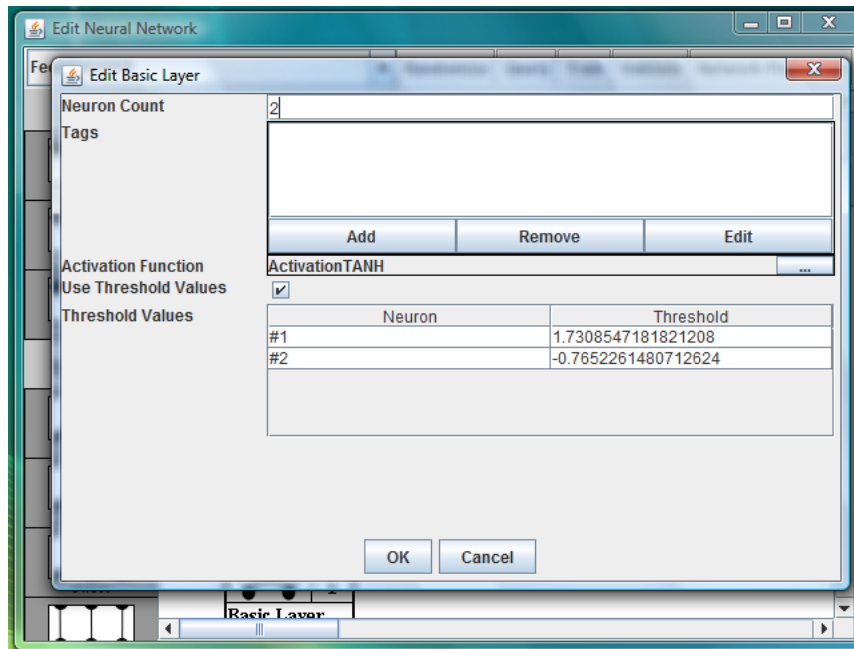 Edit Neural Network
Edit Basic Layer
Neuron Count
2
Tags
Add Remove Edit
Activation Function ActivationTANH ...
Use Threshold Values
Threshold Values
Neuron Threshold
#1 1.7308547181821208
#2 -0.7652261480712624
OK Cancel
Basic Layer